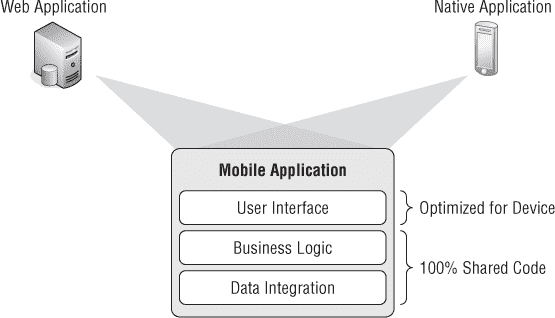 Web Application
Native Application
Mobile Application
User Interface
Optimized for Device
Business Logic
100% Shared Code
Data Integration